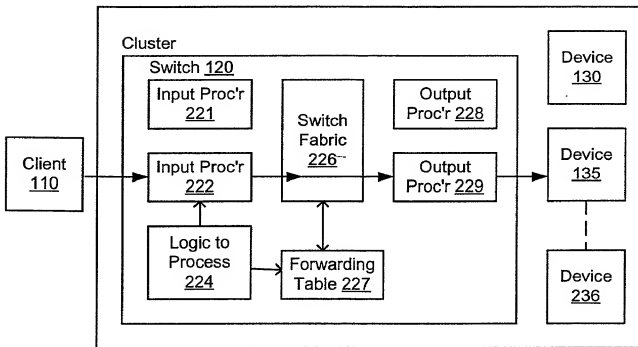 Cluster
Switch 120
Input Proc'r
221
Switch
Fabric
226
Output
Proc'r 228
Device
130
Client
110
Input Proc'r
222
Output
Proc'r 229
Device
135
Logic to
Process
224
Forwarding
Table 227
Device
236